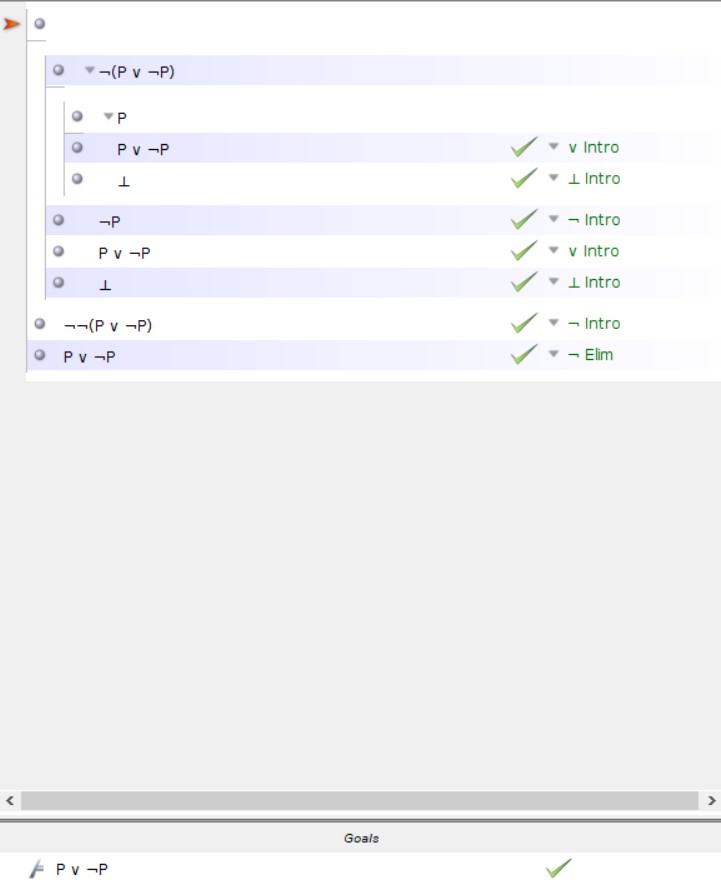 ¬(P ∨ ¬P)
P
P ∨ ¬P ∨ Intro
⊥ ⊥ Intro
¬P ¬ Intro
P ∨ ¬P ∨ Intro
⊥ ⊥ Intro
¬¬(P ∨ ¬P) ¬ Intro
P ∨ ¬P ¬ Elim
Goals
P ∨ ¬P